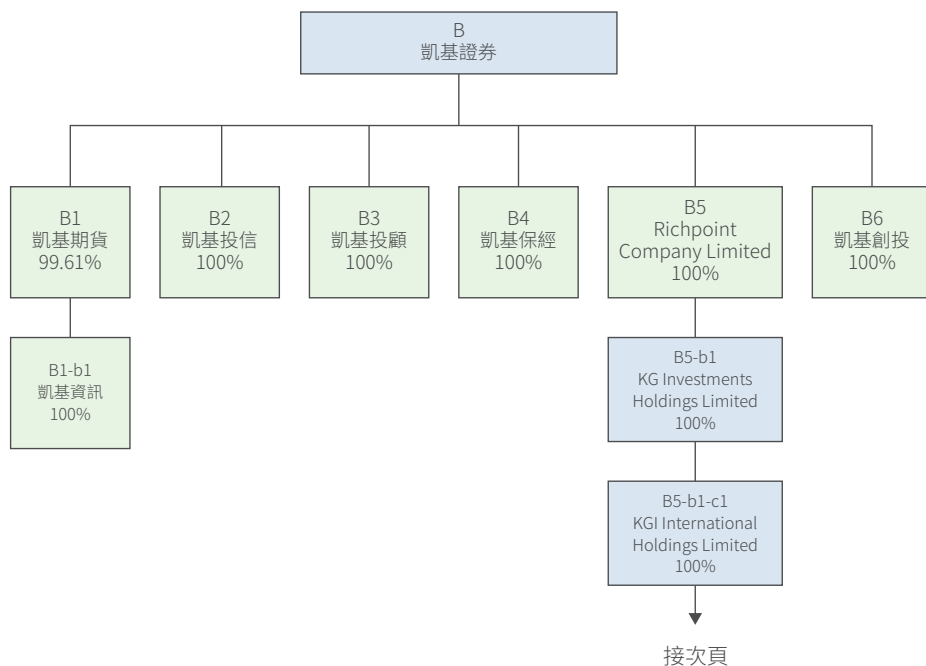 B
凱基證券
B1
凱基期貨
99.61%
B2
凱基投信
100%
B3
凱基投顧
100%
B4
凱基保經
100%
B5
Richpoint
Company Limited
100%
B6
凱基創投
100%
B1-b1
凱基資訊
100%
B5-b1
KG Investments
Holdings Limited
100%
B5-b1-c1
KGI International
Holdings Limited
100%
接次頁